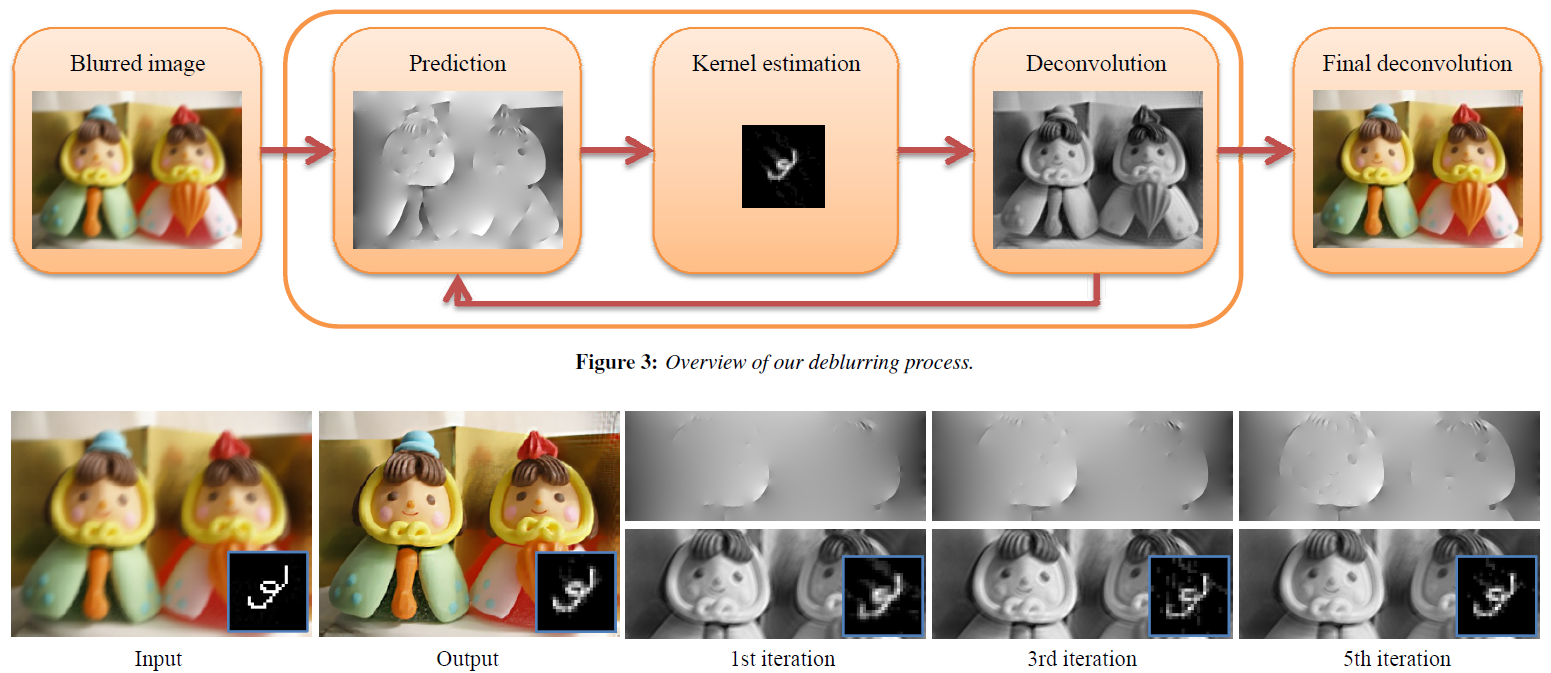 Blurred image
Prediction
Kernel estimation
Deconvolution
Final deconvolution
Figure 3: Overview of our deblurring process.
Input
Output
1st iteration
3rd iteration
5th iteration